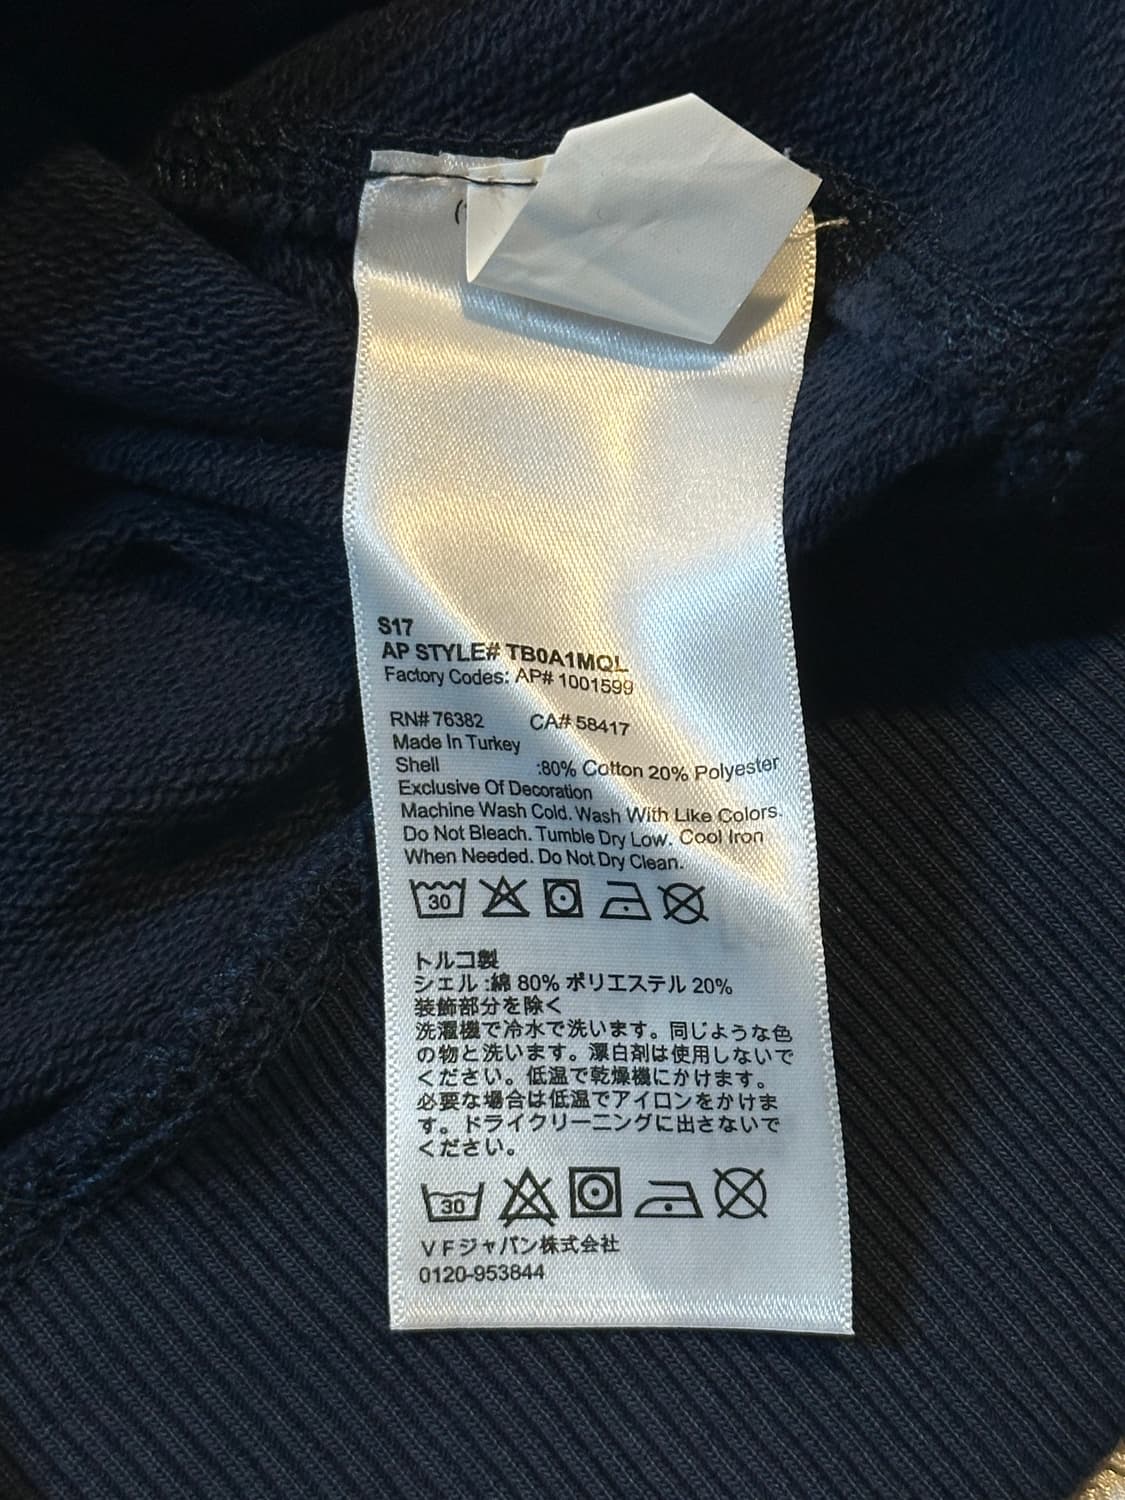 S17
AP STYLE# TB0A1MQL
Factory Codes: AP# 1001599
RN# 76382 CA# 58417
Made In Turkey
Shell :80% Cotton 20% Polyester
Exclusive Of Decoration
Machine Wash Cold. Wash With Like Colors.
Do Not Bleach. Tumble Dry Low. Cool Iron
When Needed. Do Not Dry Clean.
30
トルコ製
シェル :綿 80% ポリエステル 20%
装飾部分を除く
洗濯機で冷水で洗います。同じような色
の物と洗います。漂白剤は使用しないで
ください。低温で乾燥機にかけます。
必要な場合は低温でアイロンをかけま
す。ドライクリーニングに出さないで
ください。
30
VFジャパン株式会社
0120-953844